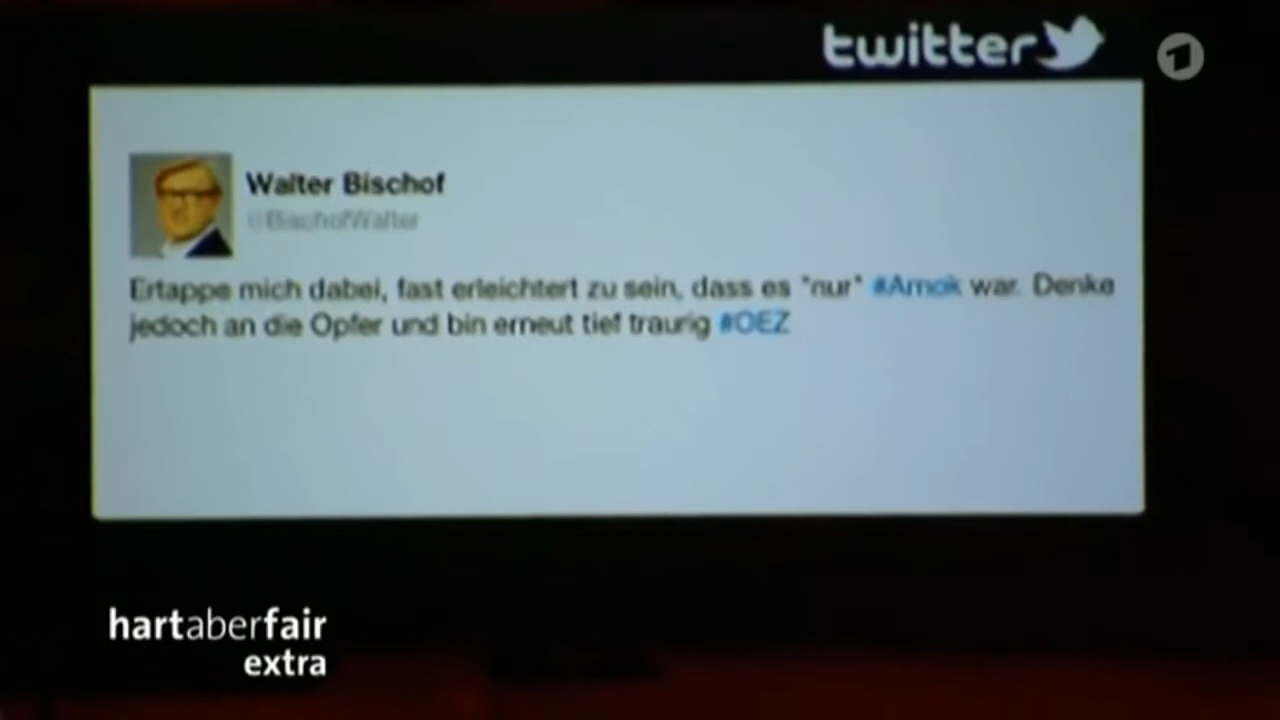 twitter
Walter Bischof
@BischofWalter
Ertappe mich dabei, fast erleichtert zu sein, dass es "nur" #Amok war. Denke
jedoch an die Opfer und bin erneut tief traurig #OEZ
hartaberfair
extra